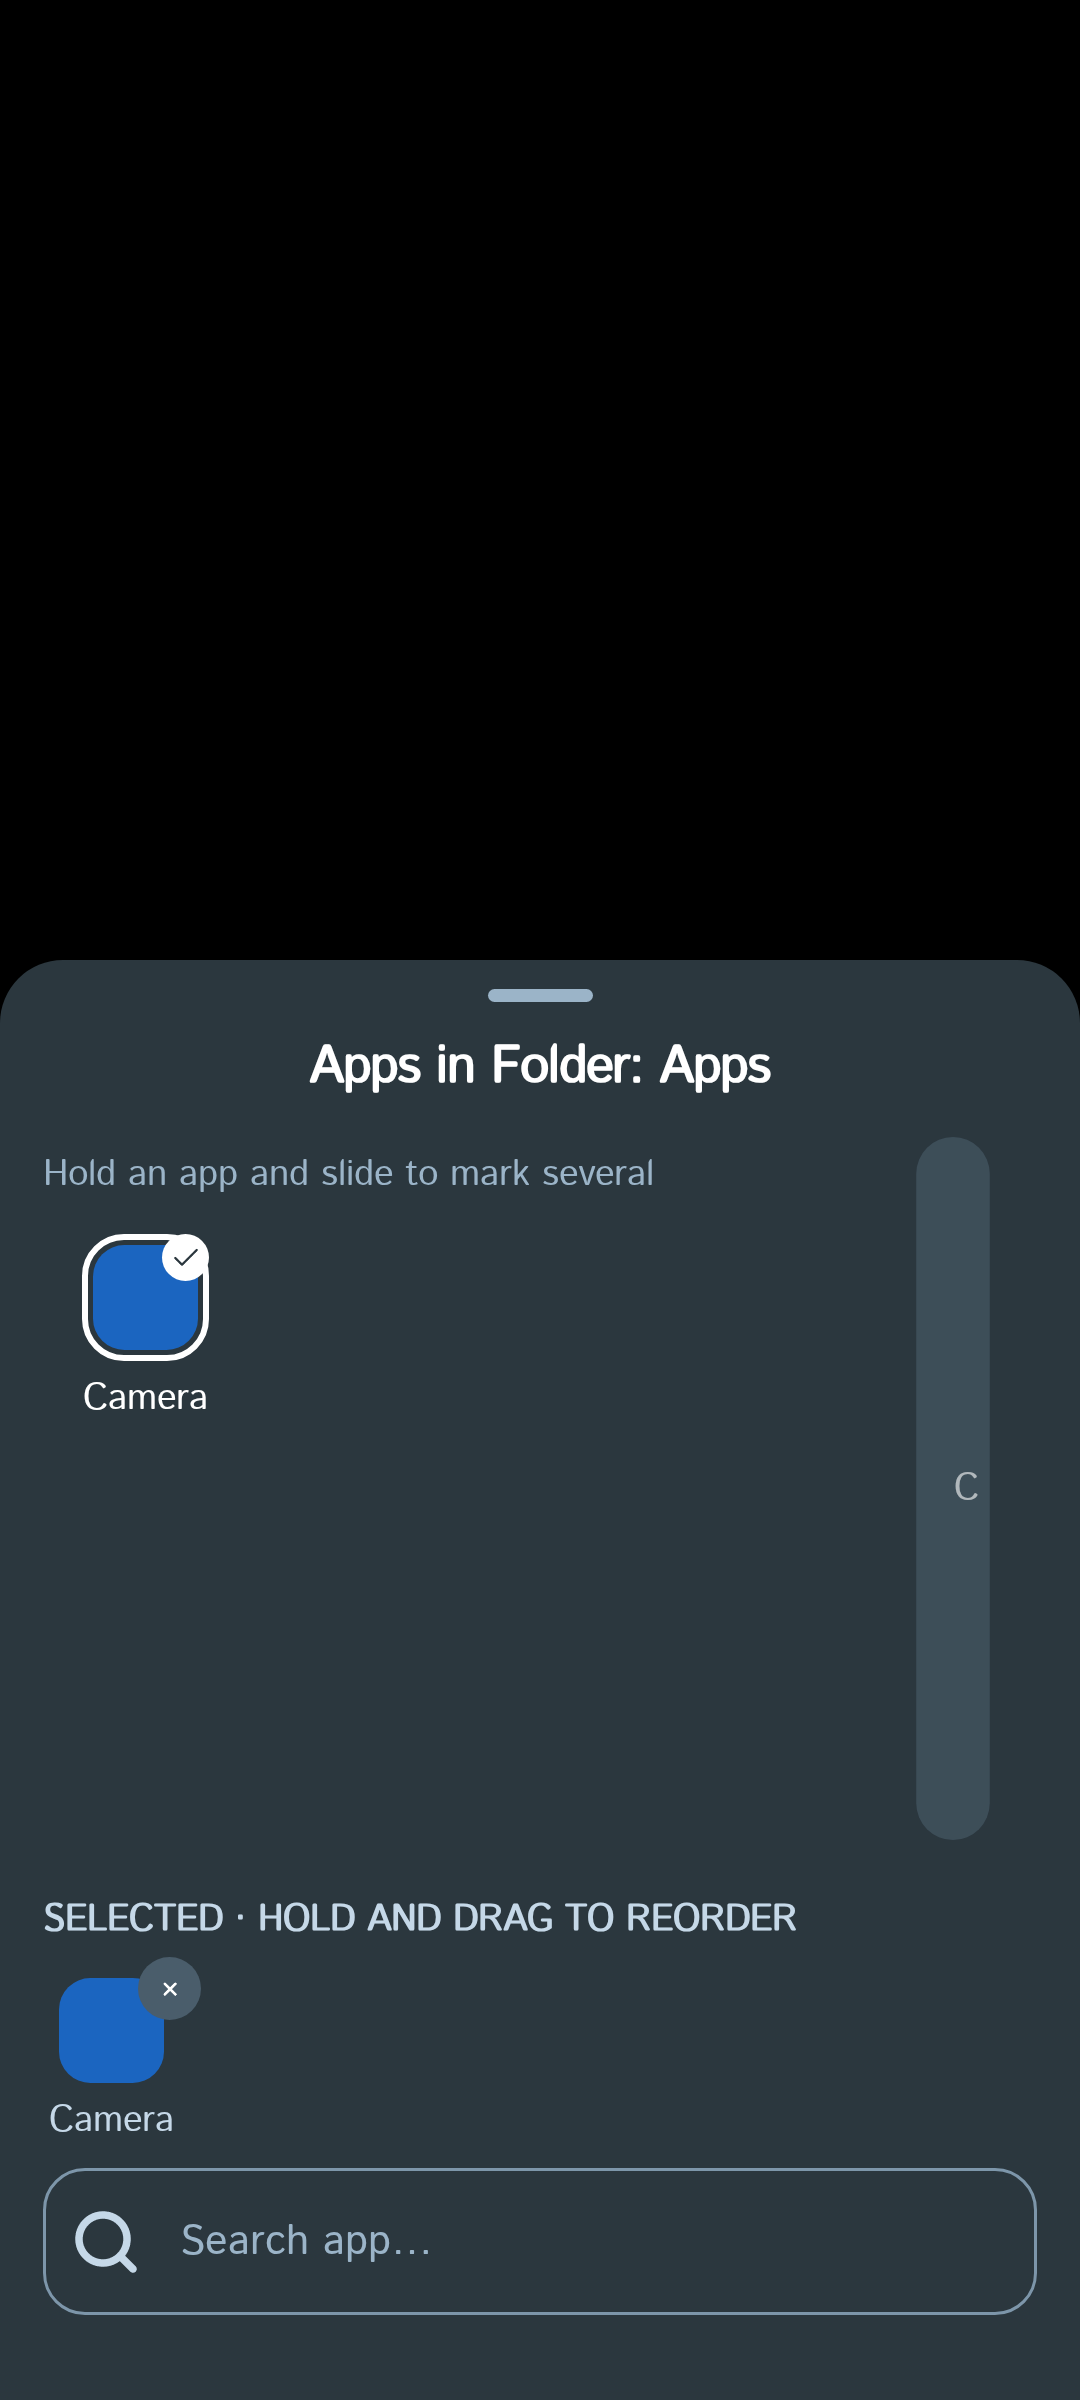 Apps in Folder: Apps
Hold an app and slide to mark several
Camera
C
SELECTED · HOLD AND DRAG TO REORDER
Camera
Search app...